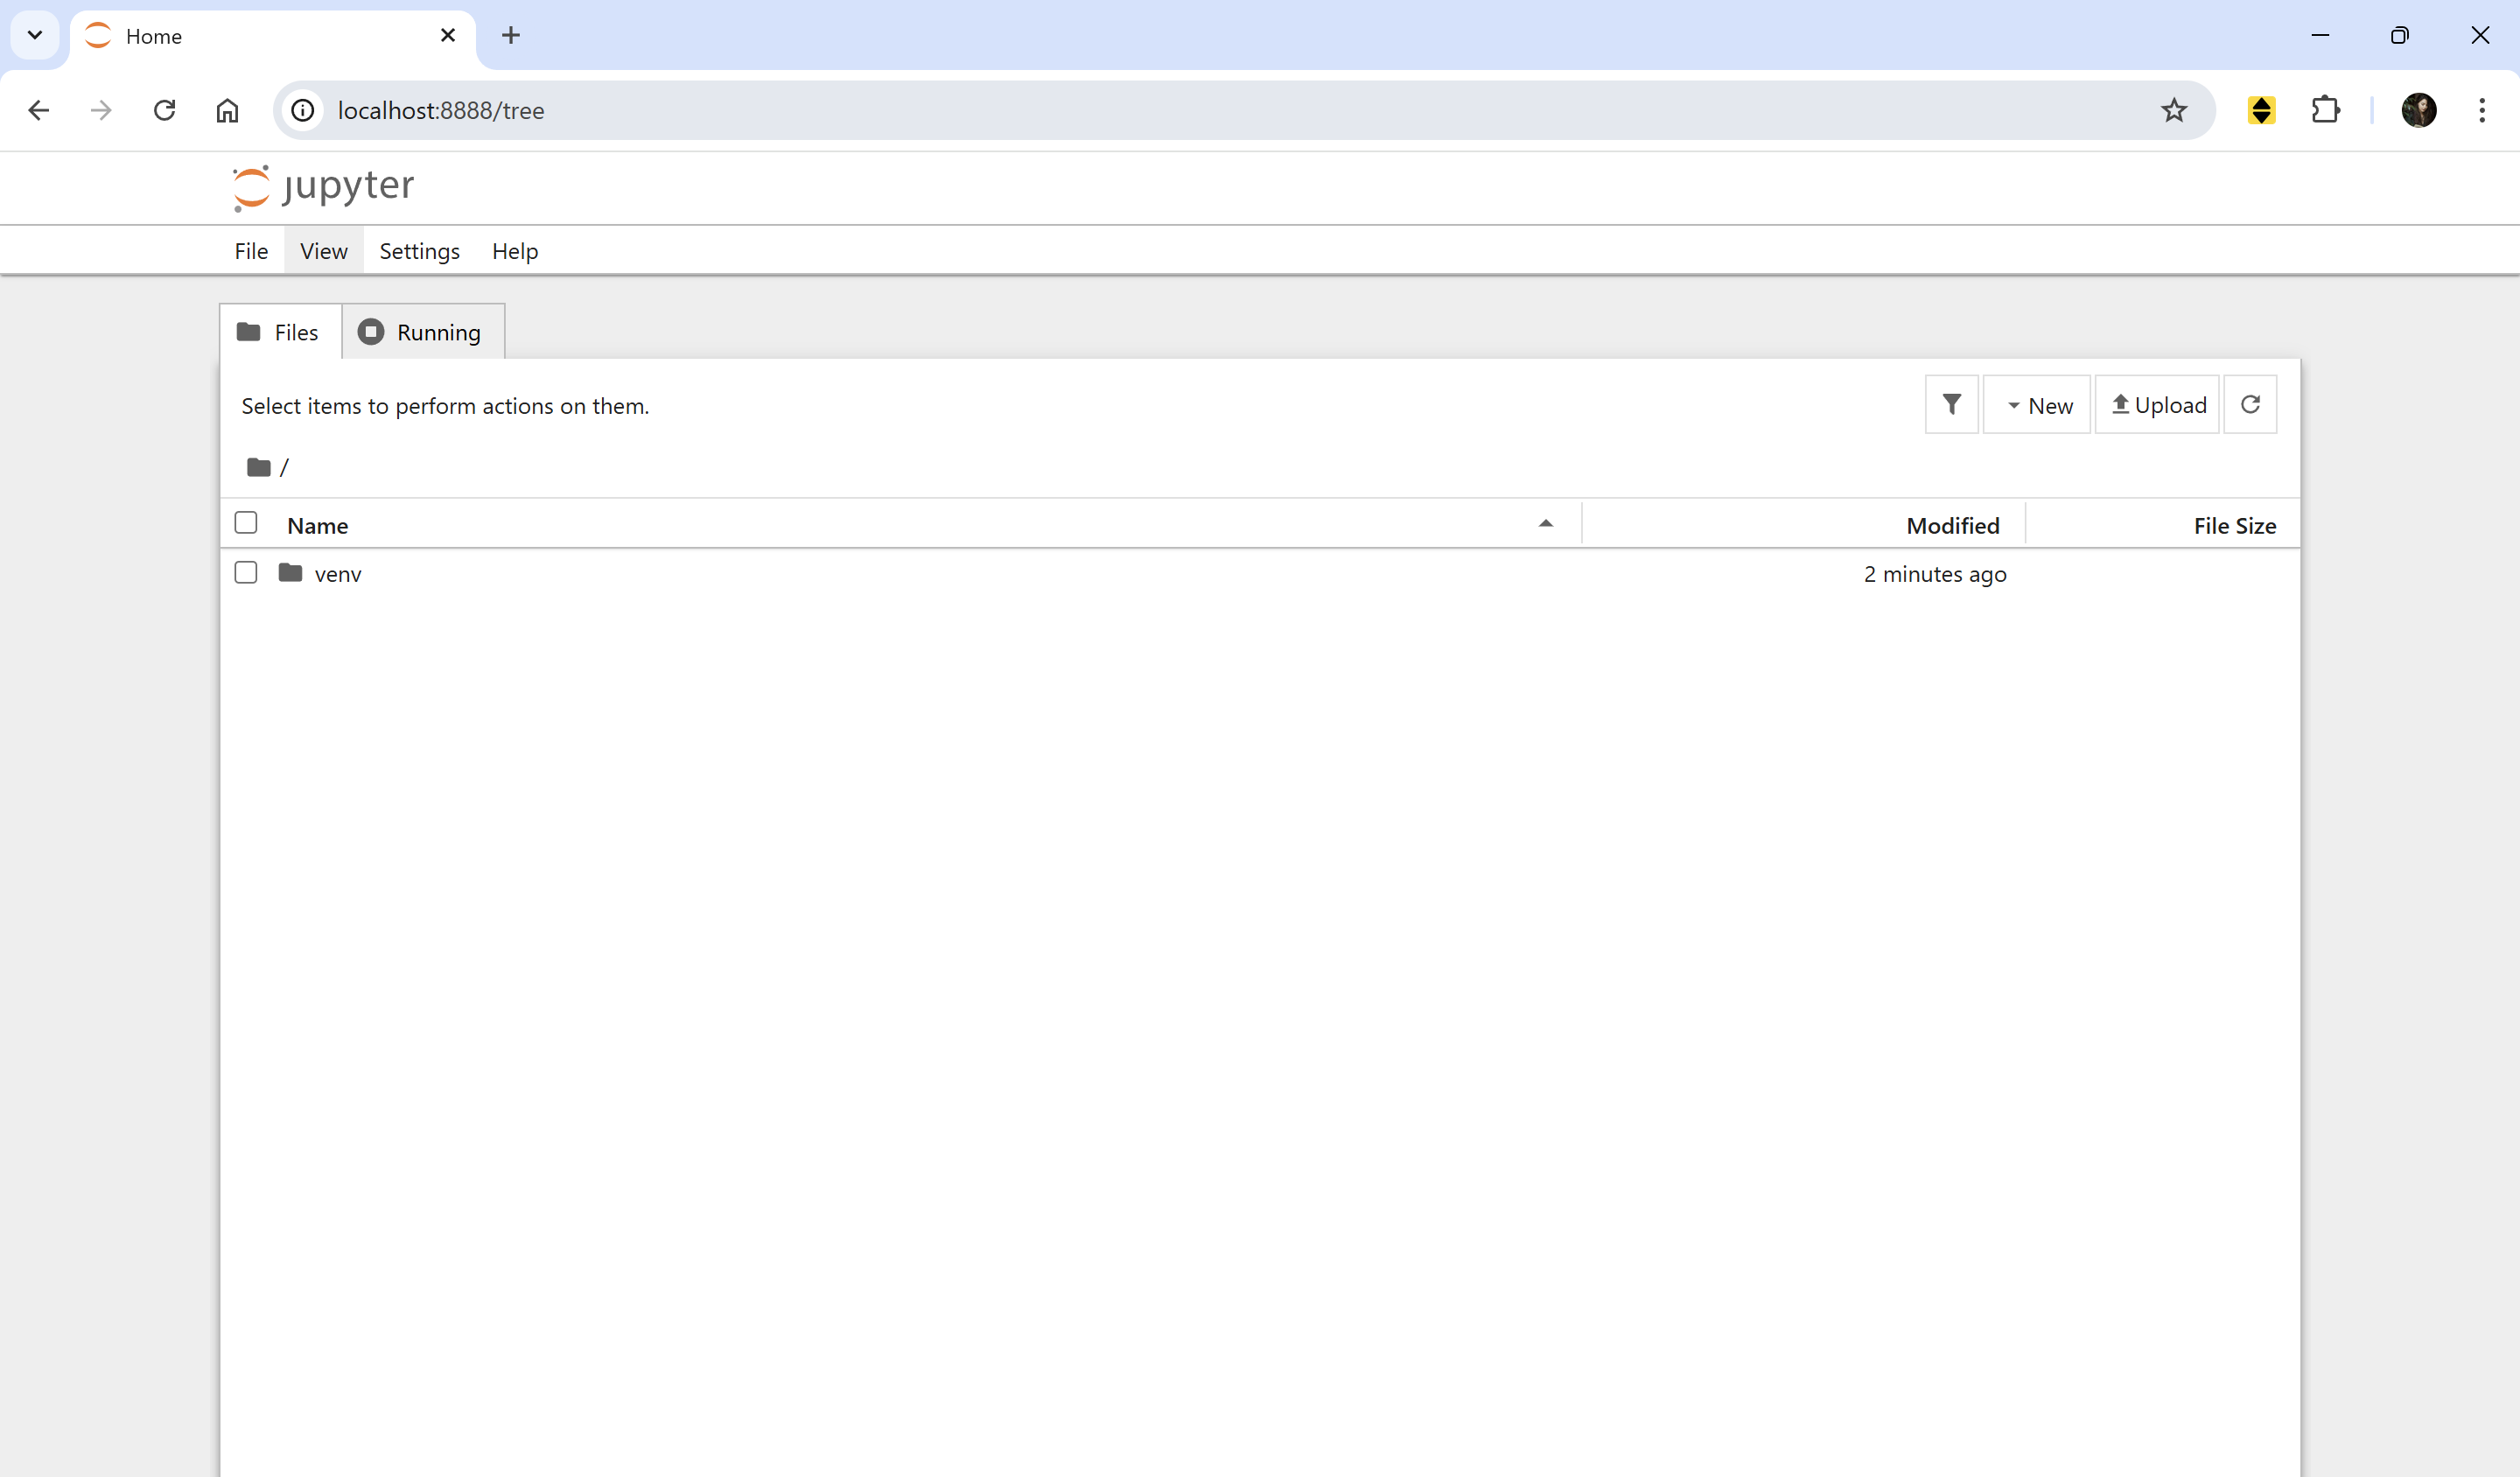 Home
localhost:8888/tree
jupyter
File View Settings Help
Files Running
Select items to perform actions on them.
New Upload
/
Name Modified File Size
venv 2 minutes ago